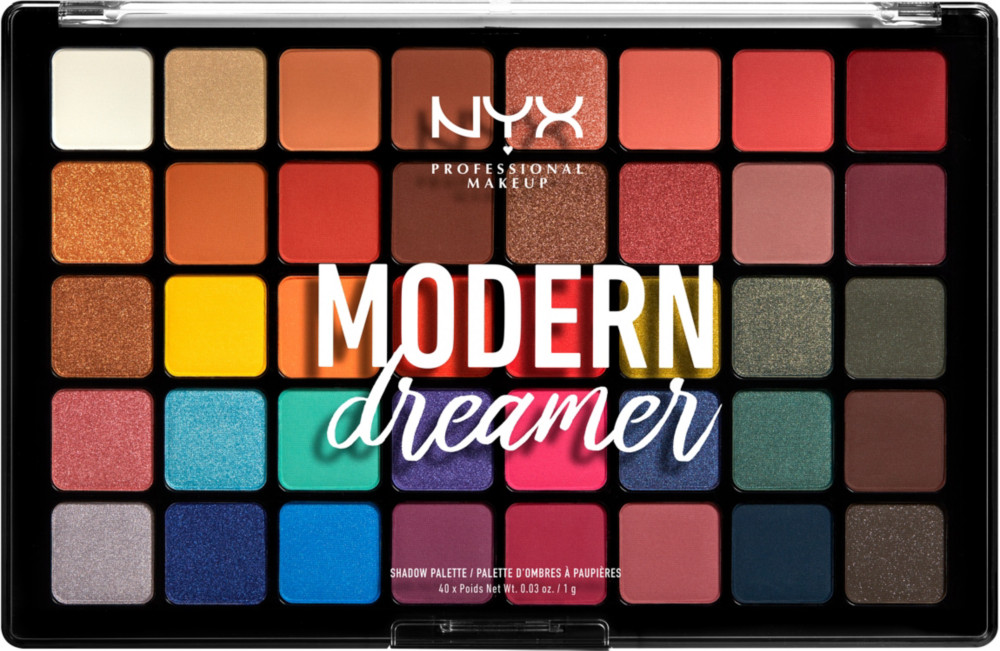 NYX
PROFESSIONAL
MAKEUP
MODERN
dreamer
SHADOW PALETTE / PALETTE D'OMBRES À PAUPIÈRES
40 x Poids Net Wt. 0.03 oz. / 1 g